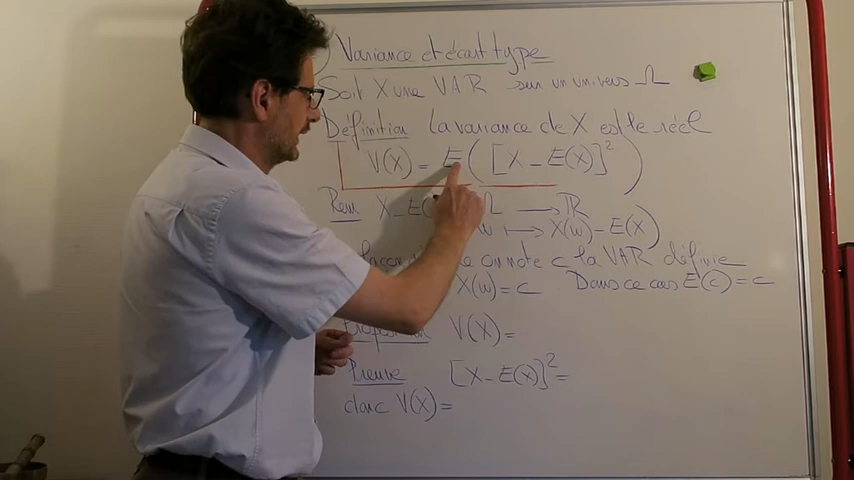 ) Variance et écart type
Soit X une VAR sur un univers Ω
Définition la variance de X est le réel
V(X) = E([X - E(X)]²)
Rem X - E( Ω ⟶ ℝ
w ⟼ X(w) - E(X)
on note c la VAR définie
X(w) = c Dans ce cas E(c) = c
Proposition V(X) =
Preuve [X - E(X)]² =
donc V(X) =